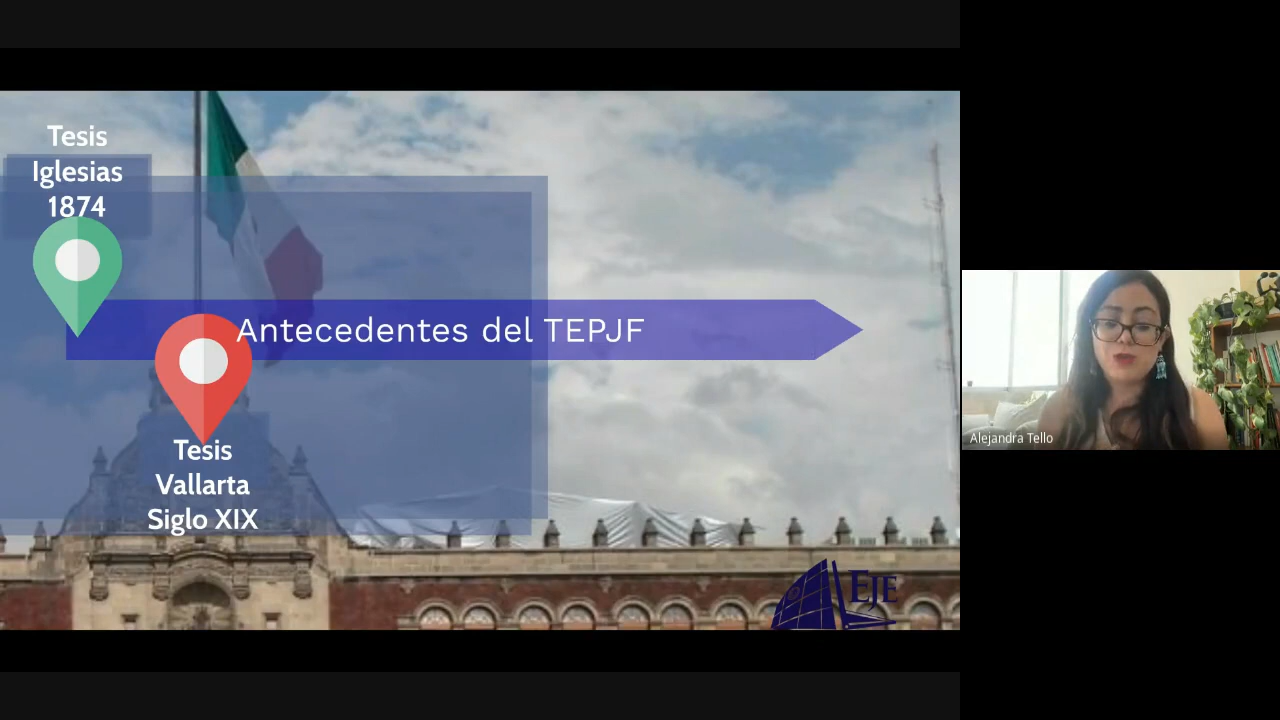 Tesis
Iglesias
1874
Antecedentes del TEPJF
Tesis
Vallarta
Siglo XIX
EJE
Alejandra Tello